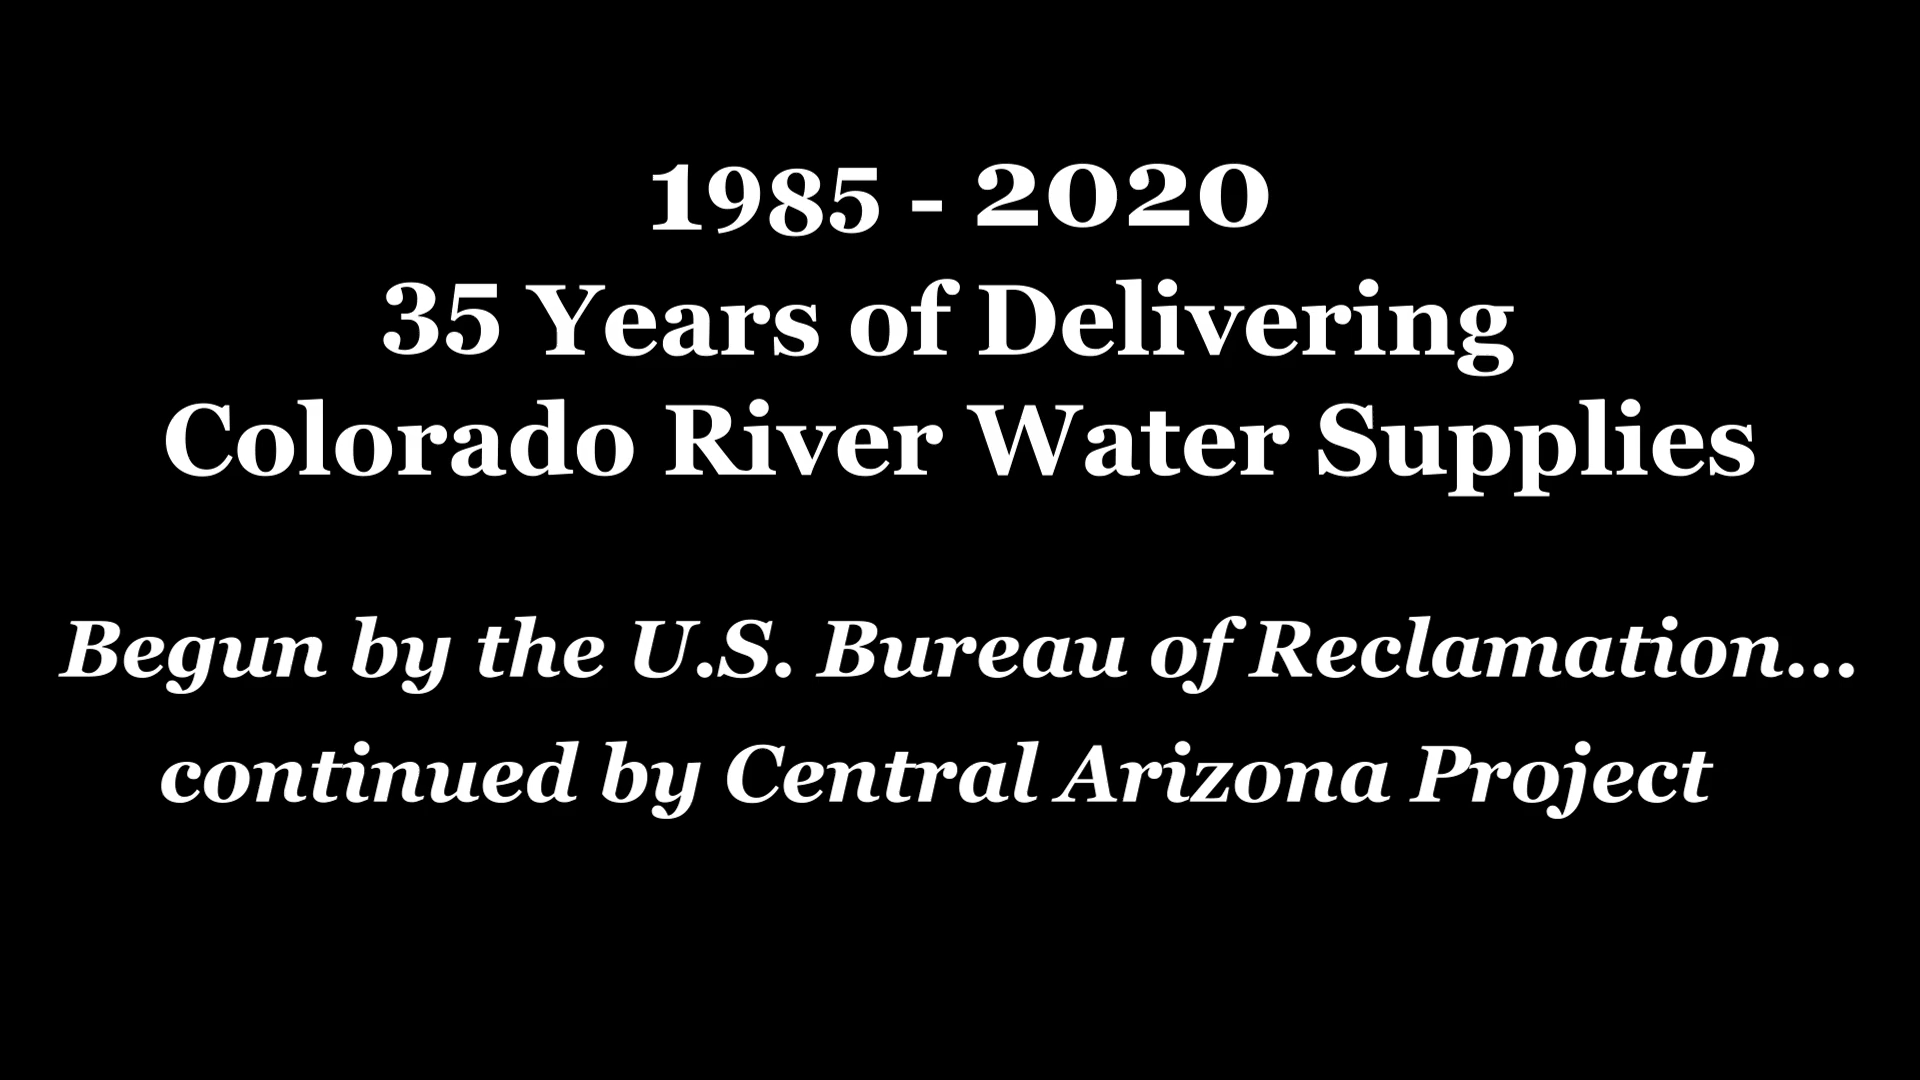 1985 - 2020
35 Years of Delivering
Colorado River Water Supplies
Begun by the U.S. Bureau of Reclamation...
continued by Central Arizona Project